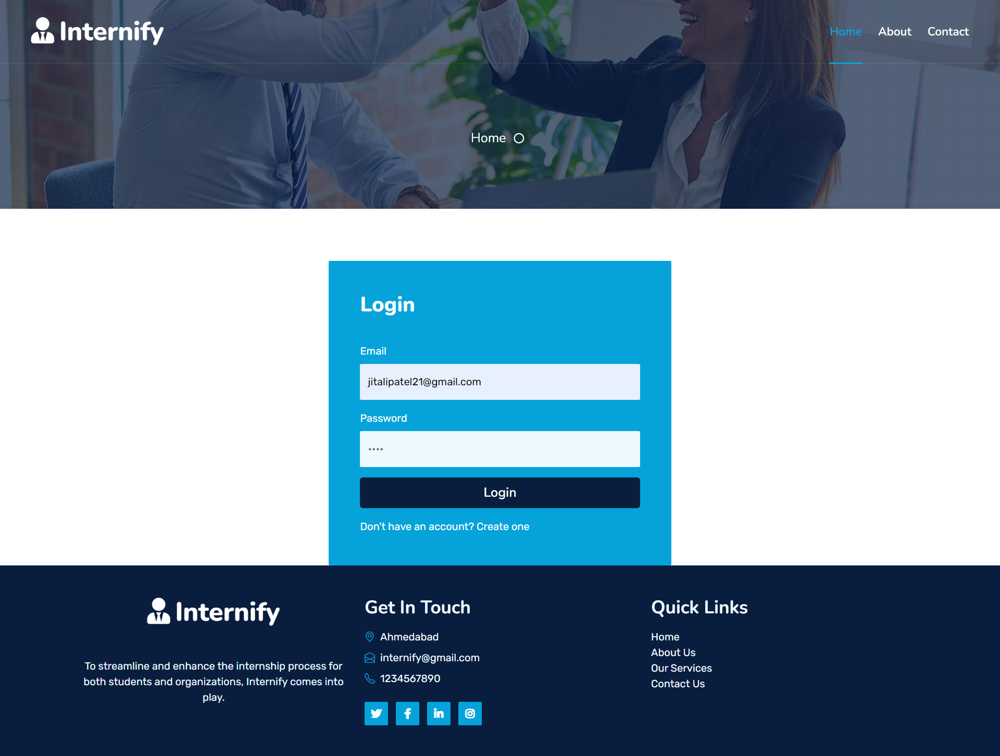 Internify
Home About Contact
Home
Login
Email
jitalipatel21@gmail.com
Password
••••
Login
Don't have an account? Create one
Internify
To streamline and enhance the internship process for
both students and organizations, Internify comes into
play.
Get In Touch
Ahmedabad
internify@gmail.com
1234567890
Quick Links
Home
About Us
Our Services
Contact Us